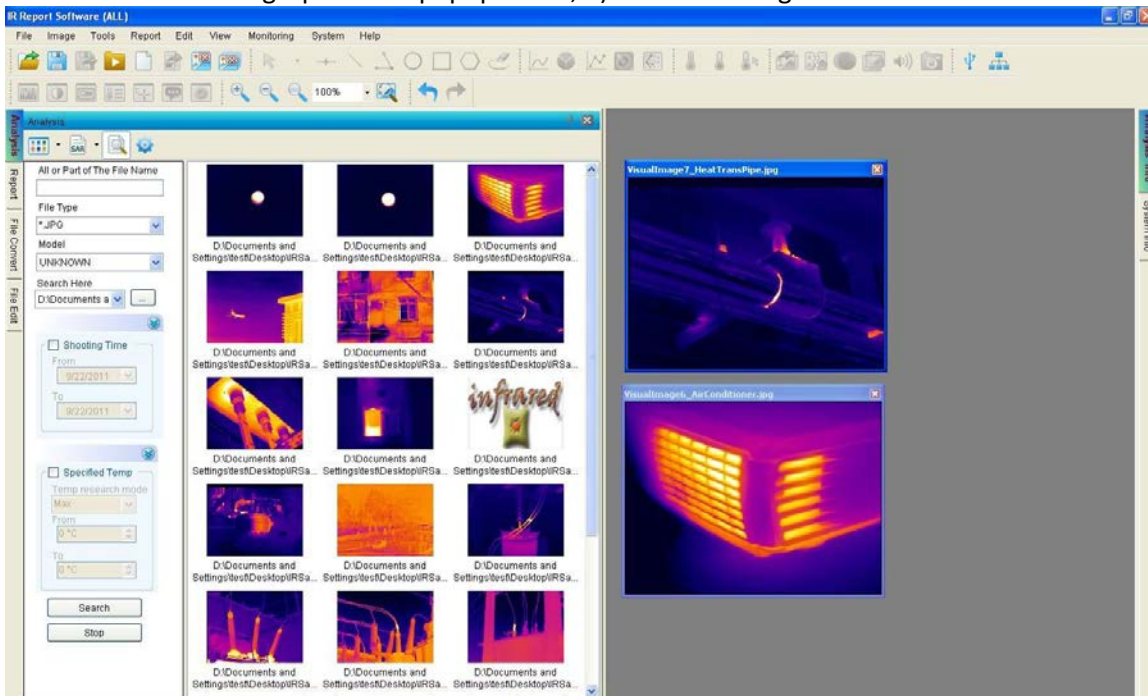 IR Report Software (ALL)
File Image Tools Report Edit View Monitoring System Help
100%
Analysis
Analysis
Report
File Convert
File Edit
SAR
All or Part of The File Name
File Type
*.JPG
Model
UNKNOWN
Search Here
D:\Documents a
...
Shooting Time
From
9/22/2011
To
9/22/2011
Specified Temp
Temp research mode
Max
From
0 °C
To
0 °C
Search
Stop
D:\Documents and D:\Documents and D:\Documents and
Settings\test\Desktop\IRSa... Settings\test\Desktop\IRSa... Settings\test\Desktop\IRSa...
D:\Documents and D:\Documents and D:\Documents and
Settings\test\Desktop\IRSa... Settings\test\Desktop\IRSa... Settings\test\Desktop\IRSa...
infrared
D:\Documents and D:\Documents and D:\Documents and
Settings\test\Desktop\IRSa... Settings\test\Desktop\IRSa... Settings\test\Desktop\IRSa...
D:\Documents and D:\Documents and D:\Documents and
Settings\test\Desktop\IRSa... Settings\test\Desktop\IRSa... Settings\test\Desktop\IRSa...
D:\Documents and D:\Documents and D:\Documents and
Settings\test\Desktop\IRSa... Settings\test\Desktop\IRSa... Settings\test\Desktop\IRSa...
VisualImage7_HeatTransPipe.jpg
VisualImage6_AirConditioner.jpg